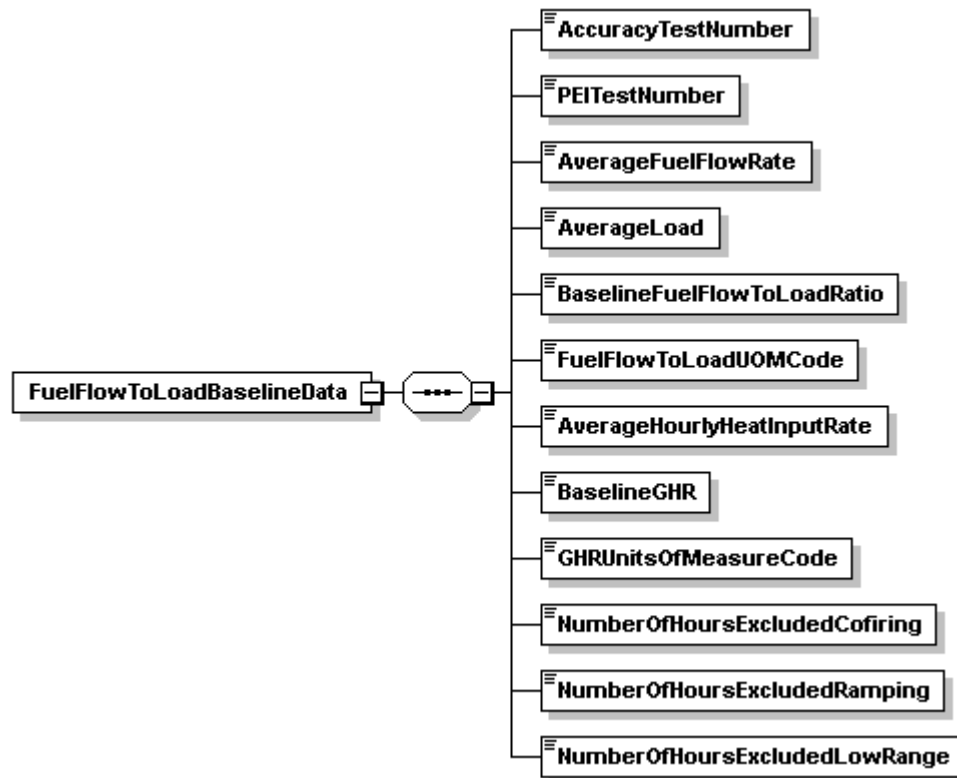 AccuracyTestNumber
PEITestNumber
AverageFuelFlowRate
AverageLoad
BaselineFuelFlowToLoadRatio
FuelFlowToLoadUOMCode
FuelFlowToLoadBaselineData
AverageHourlyHeatInputRate
BaselineGHR
GHRUnitsOfMeasureCode
NumberOfHoursExcludedCofiring
NumberOfHoursExcludedRamping
NumberOfHoursExcludedLowRange